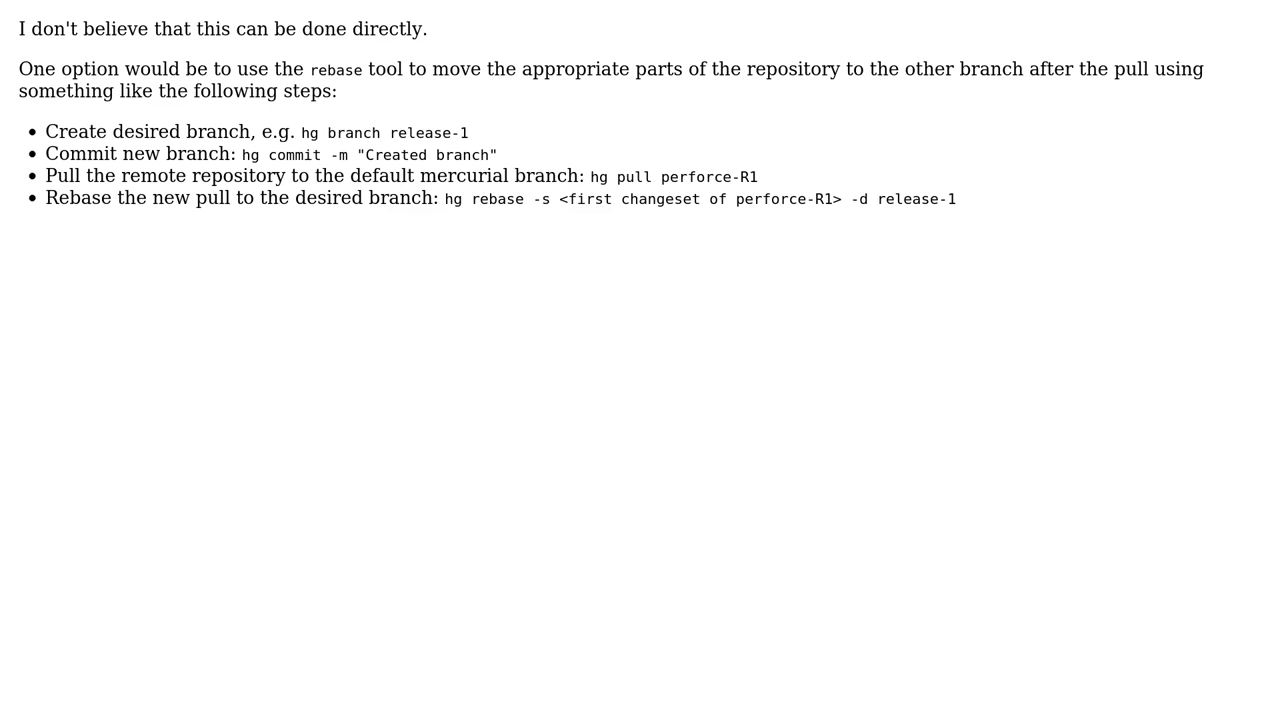 I don't believe that this can be done directly.
One option would be to use the rebase tool to move the appropriate parts of the repository to the other branch after the pull using
something like the following steps:
• Create desired branch, e.g. hg branch release-1
• Commit new branch: hg commit -m "Created branch"
• Pull the remote repository to the default mercurial branch: hg pull perforce-R1
• Rebase the new pull to the desired branch: hg rebase -s <first changeset of perforce-R1> -d release-1